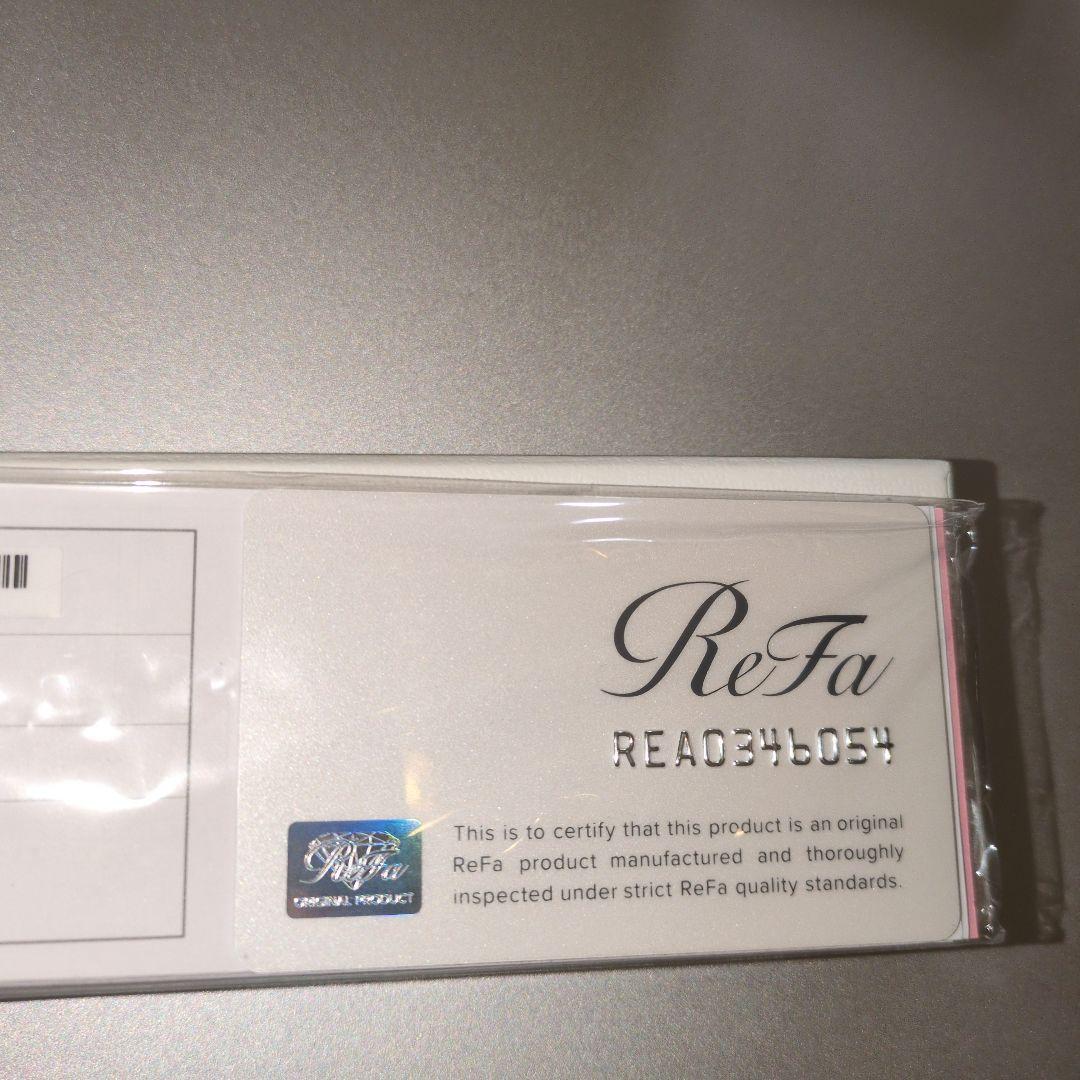 ReFa
REA0346054
This is to certify that this product is an original
ReFa product manufactured and thoroughly
inspected under strict ReFa quality standards.
ReFa
ORIGINAL PRODUCT